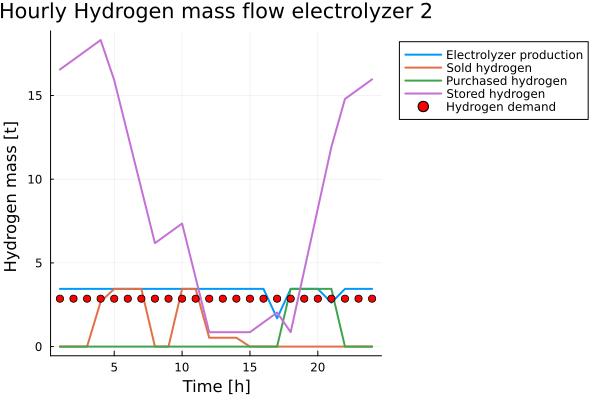 Hourly Hydrogen mass flow electrolyzer 2
Electrolyzer production
Sold hydrogen
Purchased hydrogen
Stored hydrogen
Hydrogen demand
Hydrogen mass [t]
15
10
5
0
5
10
15
20
Time [h]